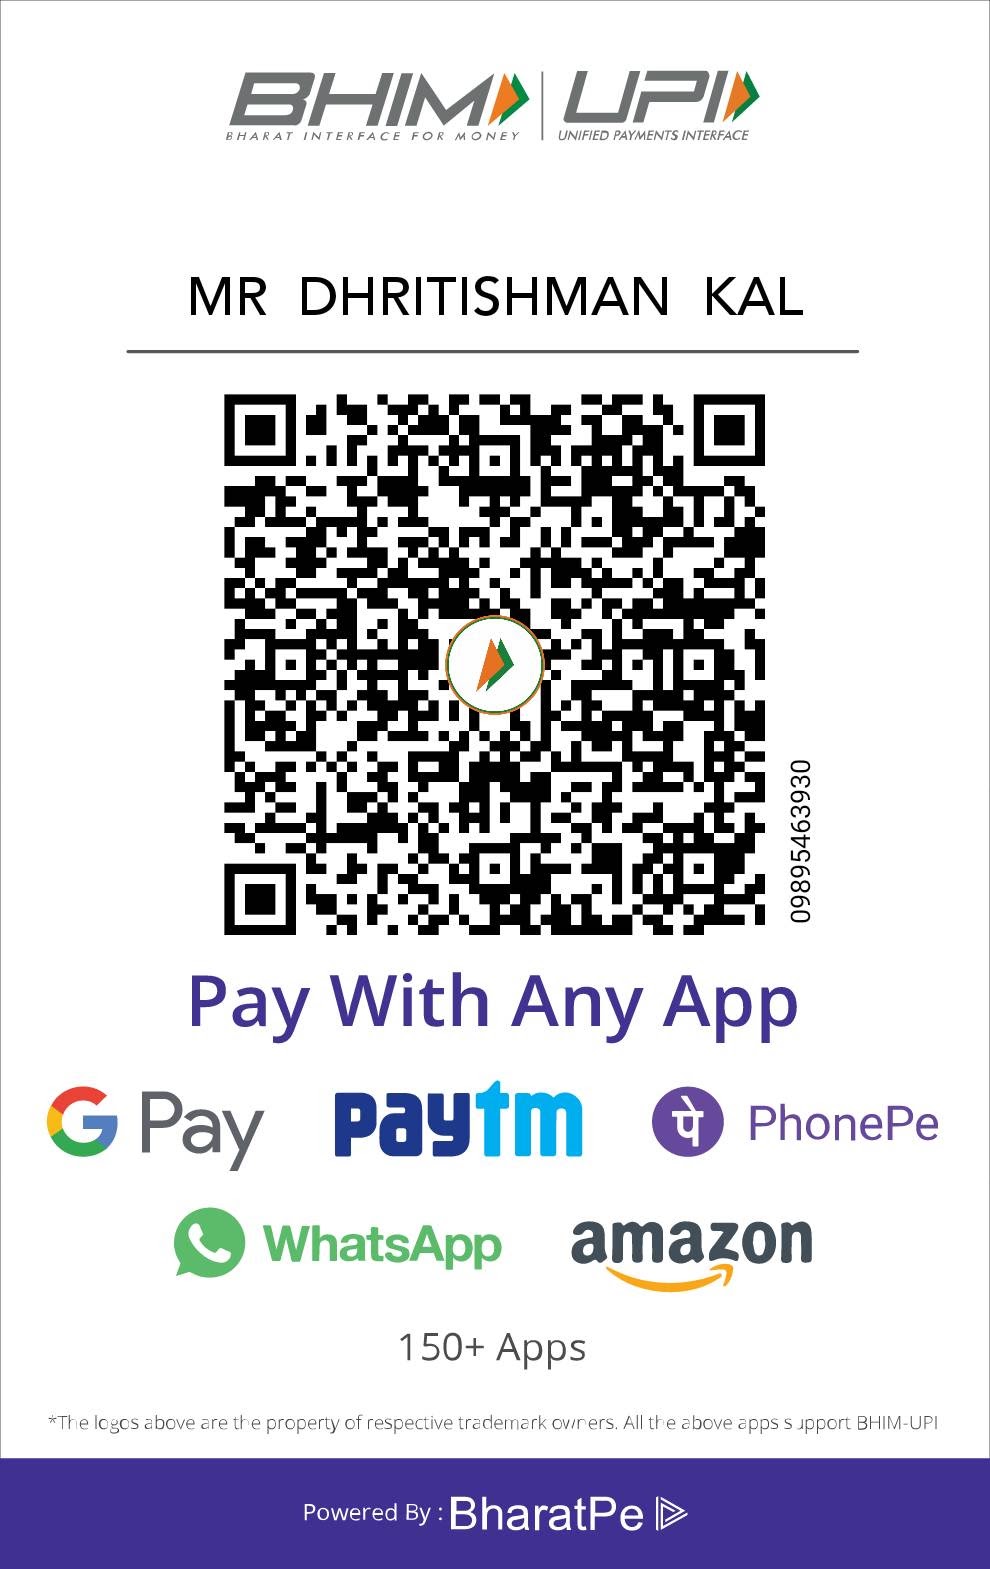 BHIM UPI
BHARAT INTERFACE FOR MONEY UNIFIED PAYMENTS INTERFACE
MR DHRITISHMAN KAL
09895463930
Pay With Any App
G Pay paytm पे PhonePe
WhatsApp amazon
150+ Apps
*The logos above are the property of respective trademark owners. All the above apps support BHIM-UPI
Powered By : BharatPe